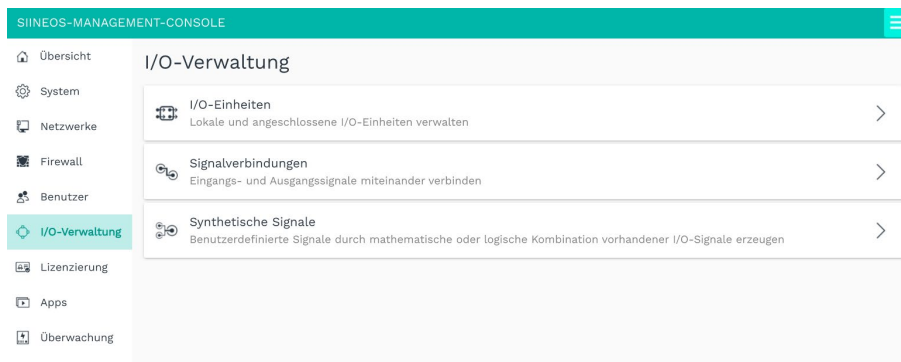 SIINEOS-MANAGEMENT-CONSOLE
Übersicht
System
Netzwerke
Firewall
Benutzer
I/O-Verwaltung
Lizenzierung
Apps
Überwachung
I/O-Verwaltung
I/O-Einheiten
Lokale und angeschlossene I/O-Einheiten verwalten
Signalverbindungen
Eingangs- und Ausgangssignale miteinander verbinden
Synthetische Signale
Benutzerdefinierte Signale durch mathematische oder logische Kombination vorhandener I/O-Signale erzeugen